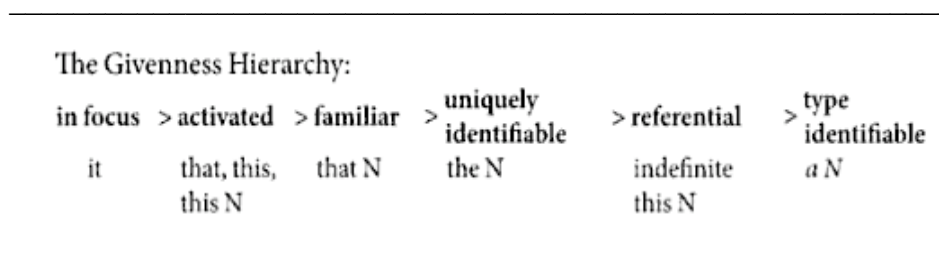 The Givenness Hierarchy:
in focus > activated > familiar > uniquely identifiable > referential > type identifiable
it that, this, this N that N the N indefinite this N a N